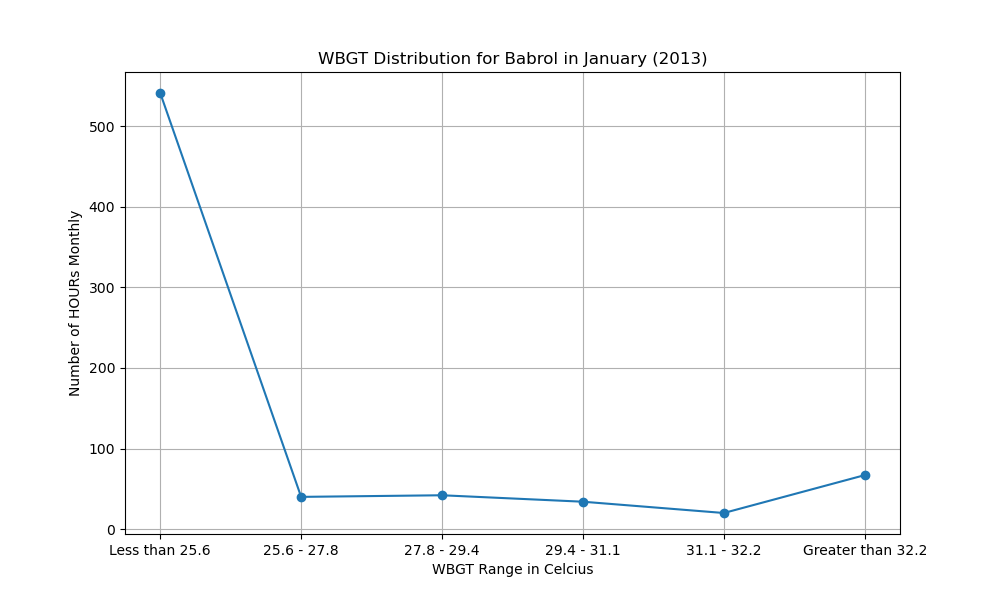 WBGT Distribution for Babrol in January (2013)
Number of HOURs Monthly
500
400
300
200
100
0
Less than 25.6
25.6 - 27.8
27.8 - 29.4
29.4 - 31.1
31.1 - 32.2
Greater than 32.2
WBGT Range in Celcius